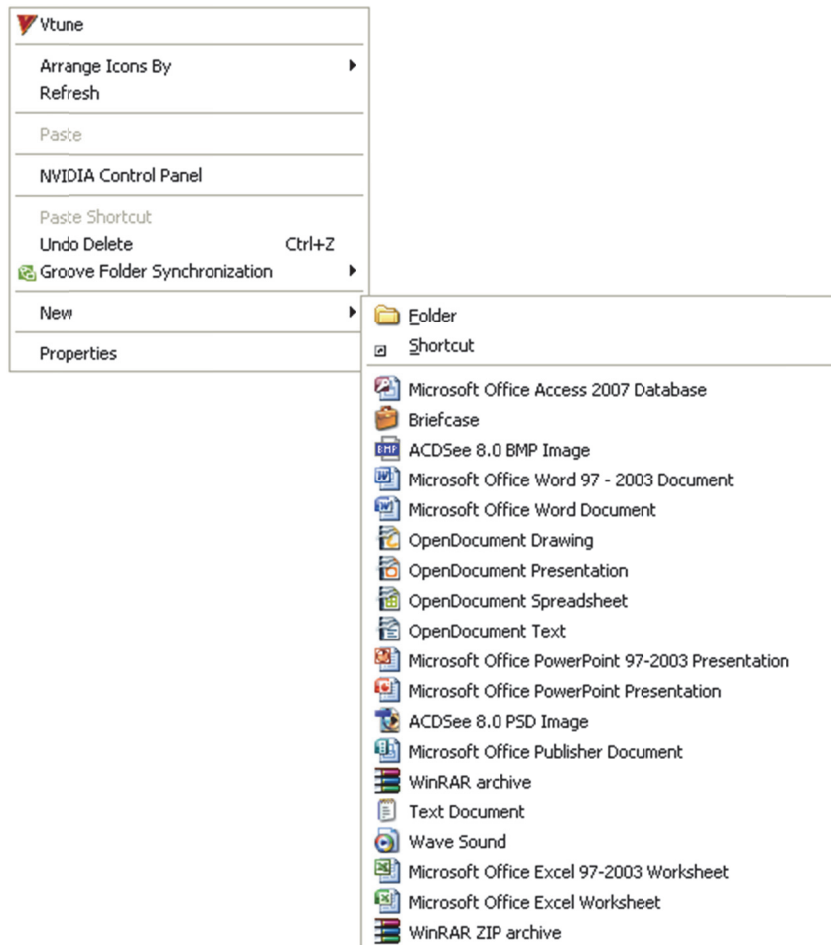 Vtune
Arrange Icons By
Refresh
Paste
NVIDIA Control Panel
Paste Shortcut
Undo Delete Ctrl+Z
Groove Folder Synchronization
New
Properties
Folder
Shortcut
Microsoft Office Access 2007 Database
Briefcase
BMP ACDSee 8.0 BMP Image
Microsoft Office Word 97 - 2003 Document
Microsoft Office Word Document
OpenDocument Drawing
OpenDocument Presentation
OpenDocument Spreadsheet
OpenDocument Text
Microsoft Office PowerPoint 97-2003 Presentation
Microsoft Office PowerPoint Presentation
ACDSee 8.0 PSD Image
Microsoft Office Publisher Document
WinRAR archive
Text Document
Wave Sound
Microsoft Office Excel 97-2003 Worksheet
Microsoft Office Excel Worksheet
WinRAR ZIP archive